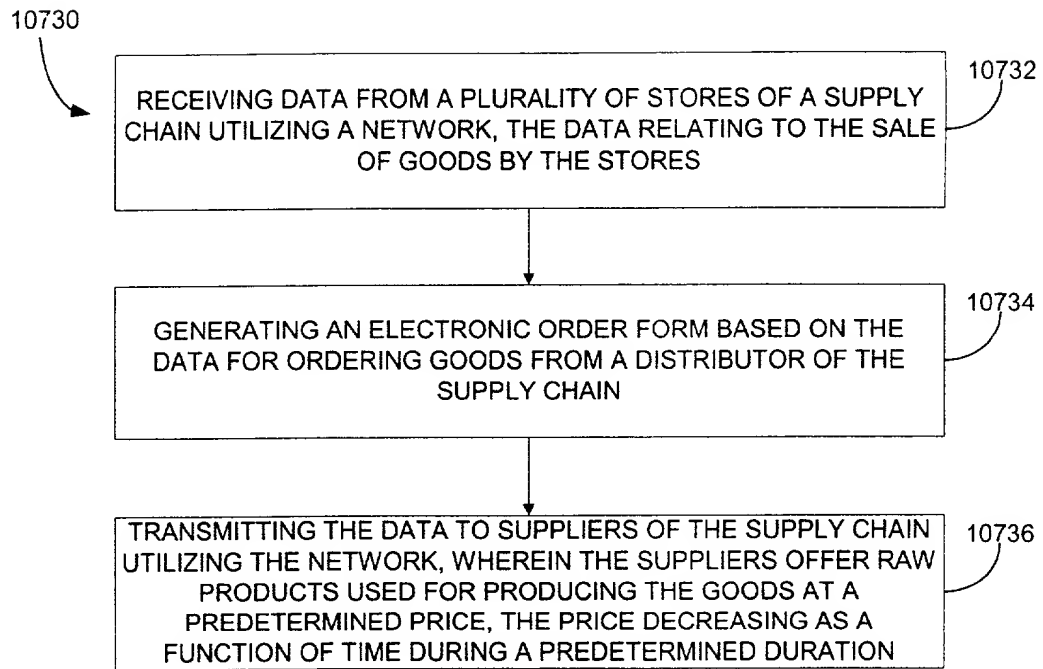 10730
RECEIVING DATA FROM A PLURALITY OF STORES OF A SUPPLY
CHAIN UTILIZING A NETWORK, THE DATA RELATING TO THE SALE
OF GOODS BY THE STORES
10732
GENERATING AN ELECTRONIC ORDER FORM BASED ON THE
DATA FOR ORDERING GOODS FROM A DISTRIBUTOR OF THE
SUPPLY CHAIN
10734
TRANSMITTING THE DATA TO SUPPLIERS OF THE SUPPLY CHAIN
UTILIZING THE NETWORK, WHEREIN THE SUPPLIERS OFFER RAW
PRODUCTS USED FOR PRODUCING THE GOODS AT A
PREDETERMINED PRICE, THE PRICE DECREASING AS A
FUNCTION OF TIME DURING A PREDETERMINED DURATION
10736